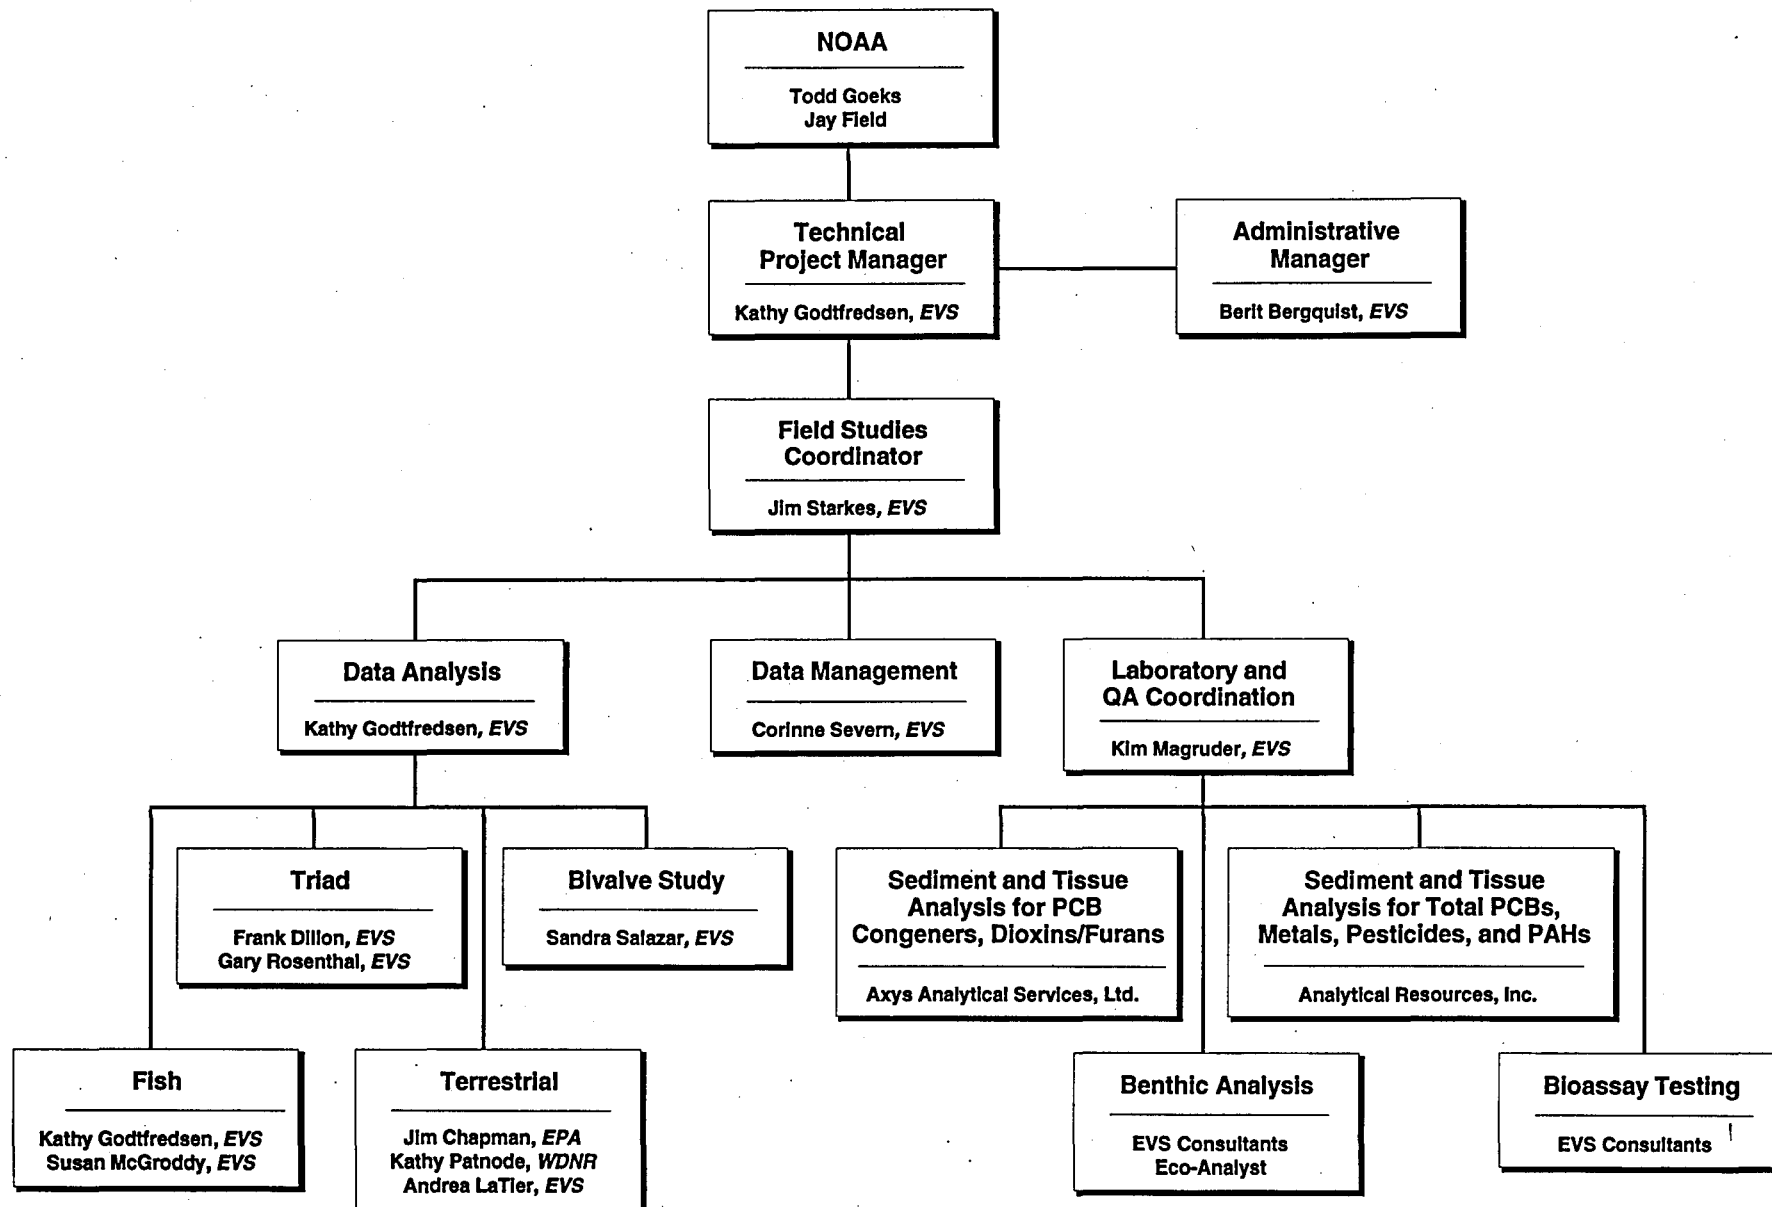 NOAA
Todd Goeks
Jay Field
Technical
Project Manager
Kathy Godtfredsen, EVS
Administrative
Manager
Berit Bergquist, EVS
Field Studies
Coordinator
Jim Starkes, EVS
Data Analysis
Kathy Godtfredsen, EVS
Data Management
Corinne Severn, EVS
Laboratory and
QA Coordination
Kim Magruder, EVS
Triad
Frank Dillon, EVS
Gary Rosenthal, EVS
Bivalve Study
Sandra Salazar, EVS
Sediment and Tissue
Analysis for PCB
Congeners, Dioxins/Furans
Axys Analytical Services, Ltd.
Sediment and Tissue
Analysis for Total PCBs,
Metals, Pesticides, and PAHs
Analytical Resources, Inc.
Fish
Kathy Godtfredsen, EVS
Susan McGroddy, EVS
Terrestrial
Jim Chapman, EPA
Kathy Patnode, WDNR
Andrea LaTier, EVS
Benthic Analysis
EVS Consultants
Eco-Analyst
Bioassay Testing
EVS Consultants